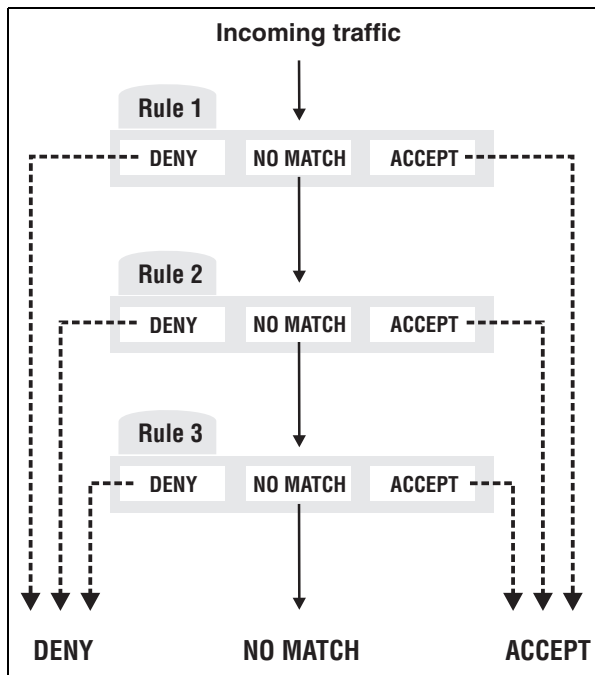 Incoming traffic
Rule 1
DENY NO MATCH ACCEPT
Rule 2
DENY NO MATCH ACCEPT
Rule 3
DENY NO MATCH ACCEPT
DENY NO MATCH ACCEPT